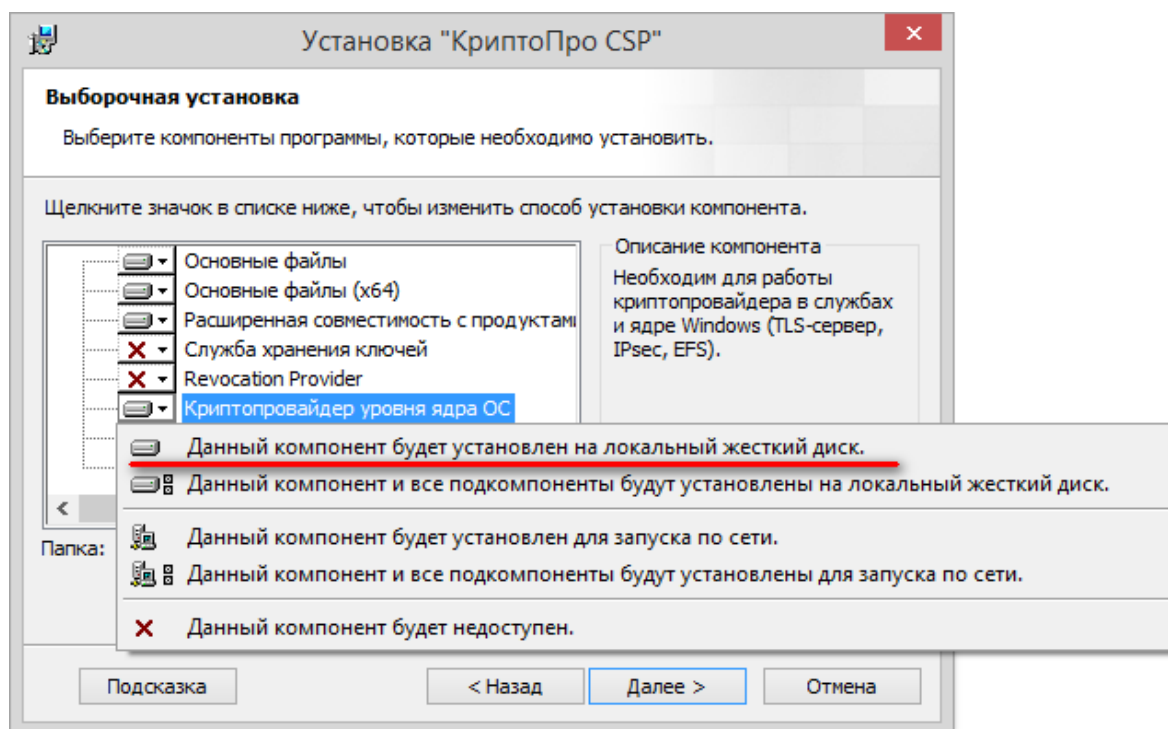 Установка "КриптоПро CSP"
Выборочная установка
Выберите компоненты программы, которые необходимо установить.
Щелкните значок в списке ниже, чтобы изменить способ установки компонента.
Основные файлы
Основные файлы (x64)
Расширенная совместимость с продуктами
Служба хранения ключей
Revocation Provider
Криптопровайдер уровня ядра ОС
Описание компонента
Необходим для работы
криптопровайдера в службах
и ядре Windows (TLS-сервер,
IPsec, EFS).
Данный компонент будет установлен на локальный жесткий диск.
Данный компонент и все подкомпоненты будут установлены на локальный жесткий диск.
Папка:
Данный компонент будет установлен для запуска по сети.
Данный компонент и все подкомпоненты будут установлены для запуска по сети.
Данный компонент будет недоступен.
Подсказка
< Назад
Далее >
Отмена